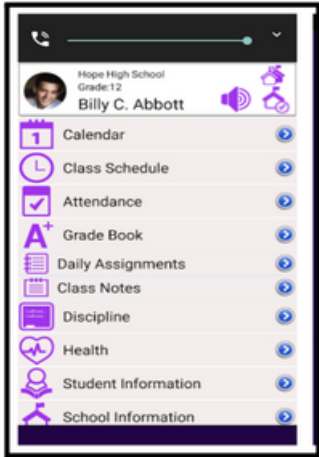 Hope High School
Grade:12
Billy C. Abbott
1
Calendar
Class Schedule
Attendance
A+
Grade Book
Daily Assignments
Class Notes
Discipline
Health
Student Information
School Information